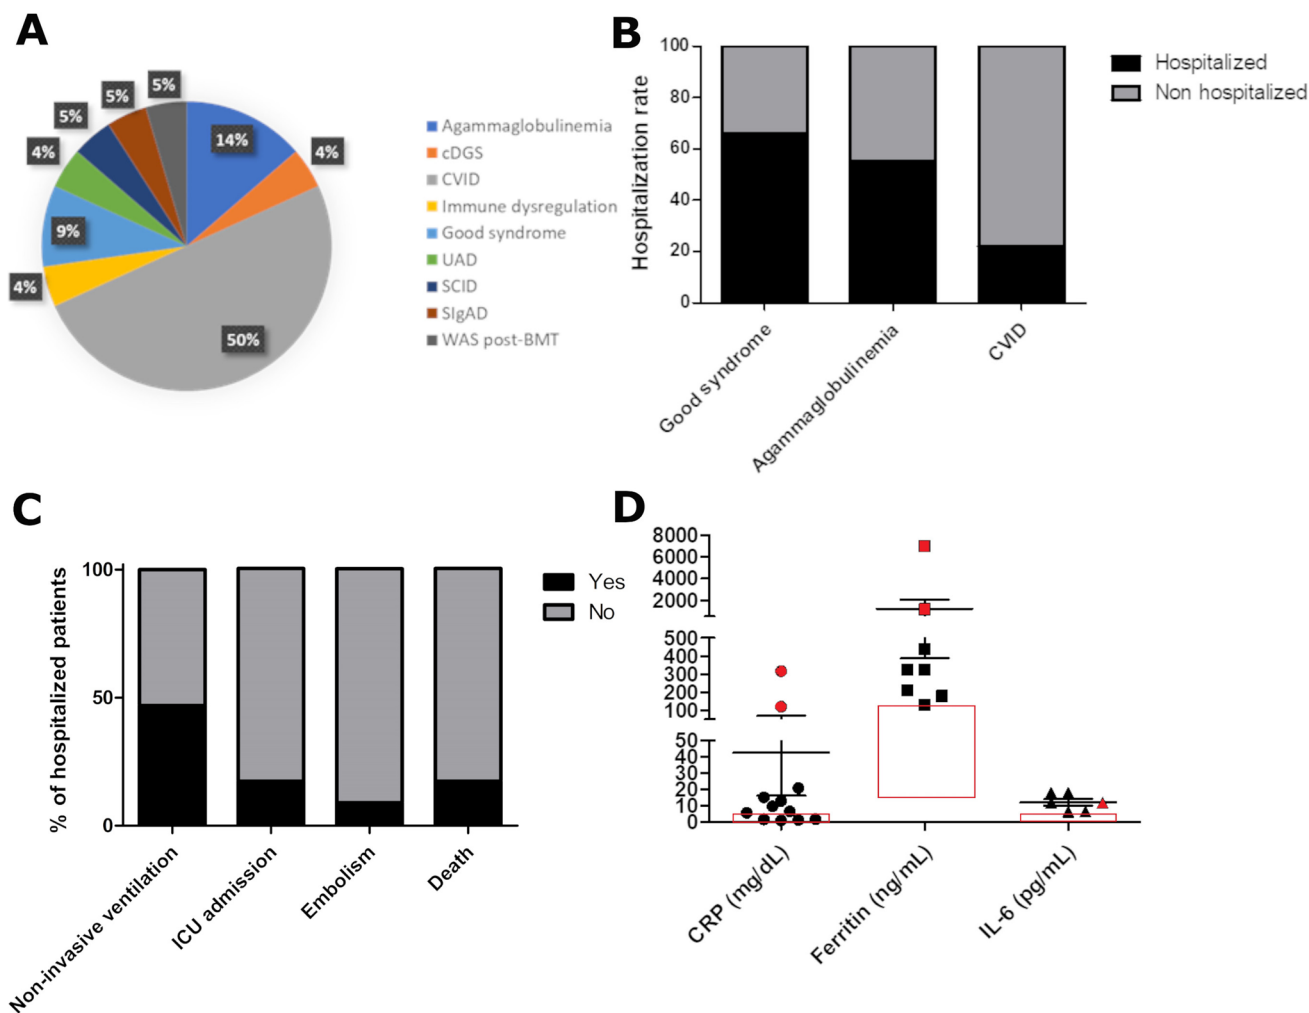 A
5%
5%
5%
4%
9%
4%
14%
4%
50%
Agammaglobulinemia
cDGS
CVID
Immune dysregulation
Good syndrome
UAD
SCID
SIgAD
WAS post-BMT
B
Hospitalization rate
100
80
60
40
20
0
Good syndrome
Agammaglobulinemia
CVID
Hospitalized
Non hospitalized
C
% of hospitalized patients
100
50
0
Non-invasive ventilation
ICU admission
Embolism
Death
Yes
No
D
8000
6000
4000
2000
500
400
300
200
100
50
40
30
20
10
0
CRP (mg/dL)
Ferritin (ng/mL)
IL-6 (pg/mL)